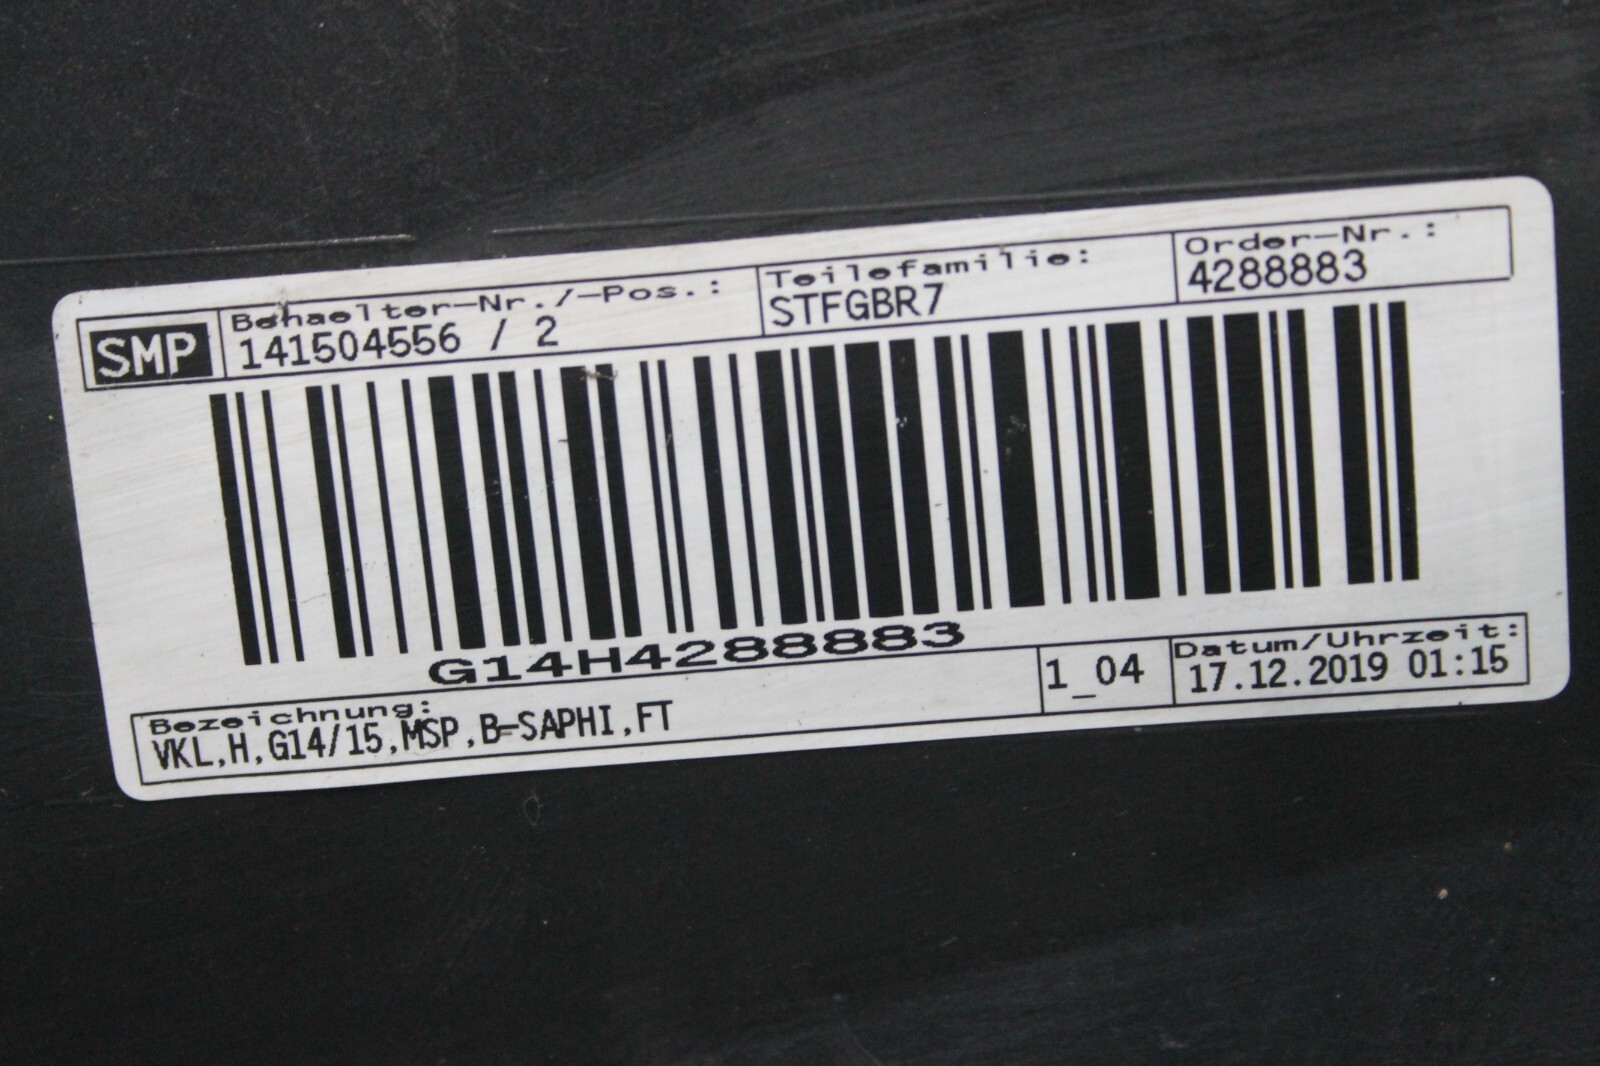 SMP
Behaelter-Nr./-Pos.:
141504556 / 2
Teilefamilie:
STFGBR7
Order-Nr.:
4288883
G14H4288883
Bezeichnung:
VKL,H,G14/15,MSP,B-SAPHI,FT
1_04
Datum/Uhrzeit:
17.12.2019 01:15